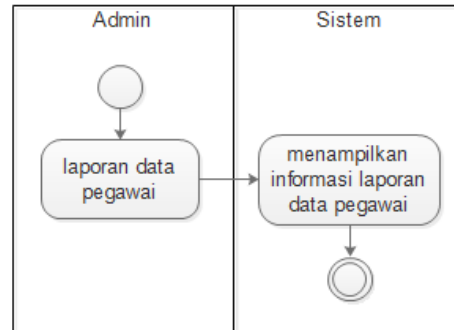 Admin
Sistem
laporan data
pegawai
menampilkan
informasi laporan
data pegawai